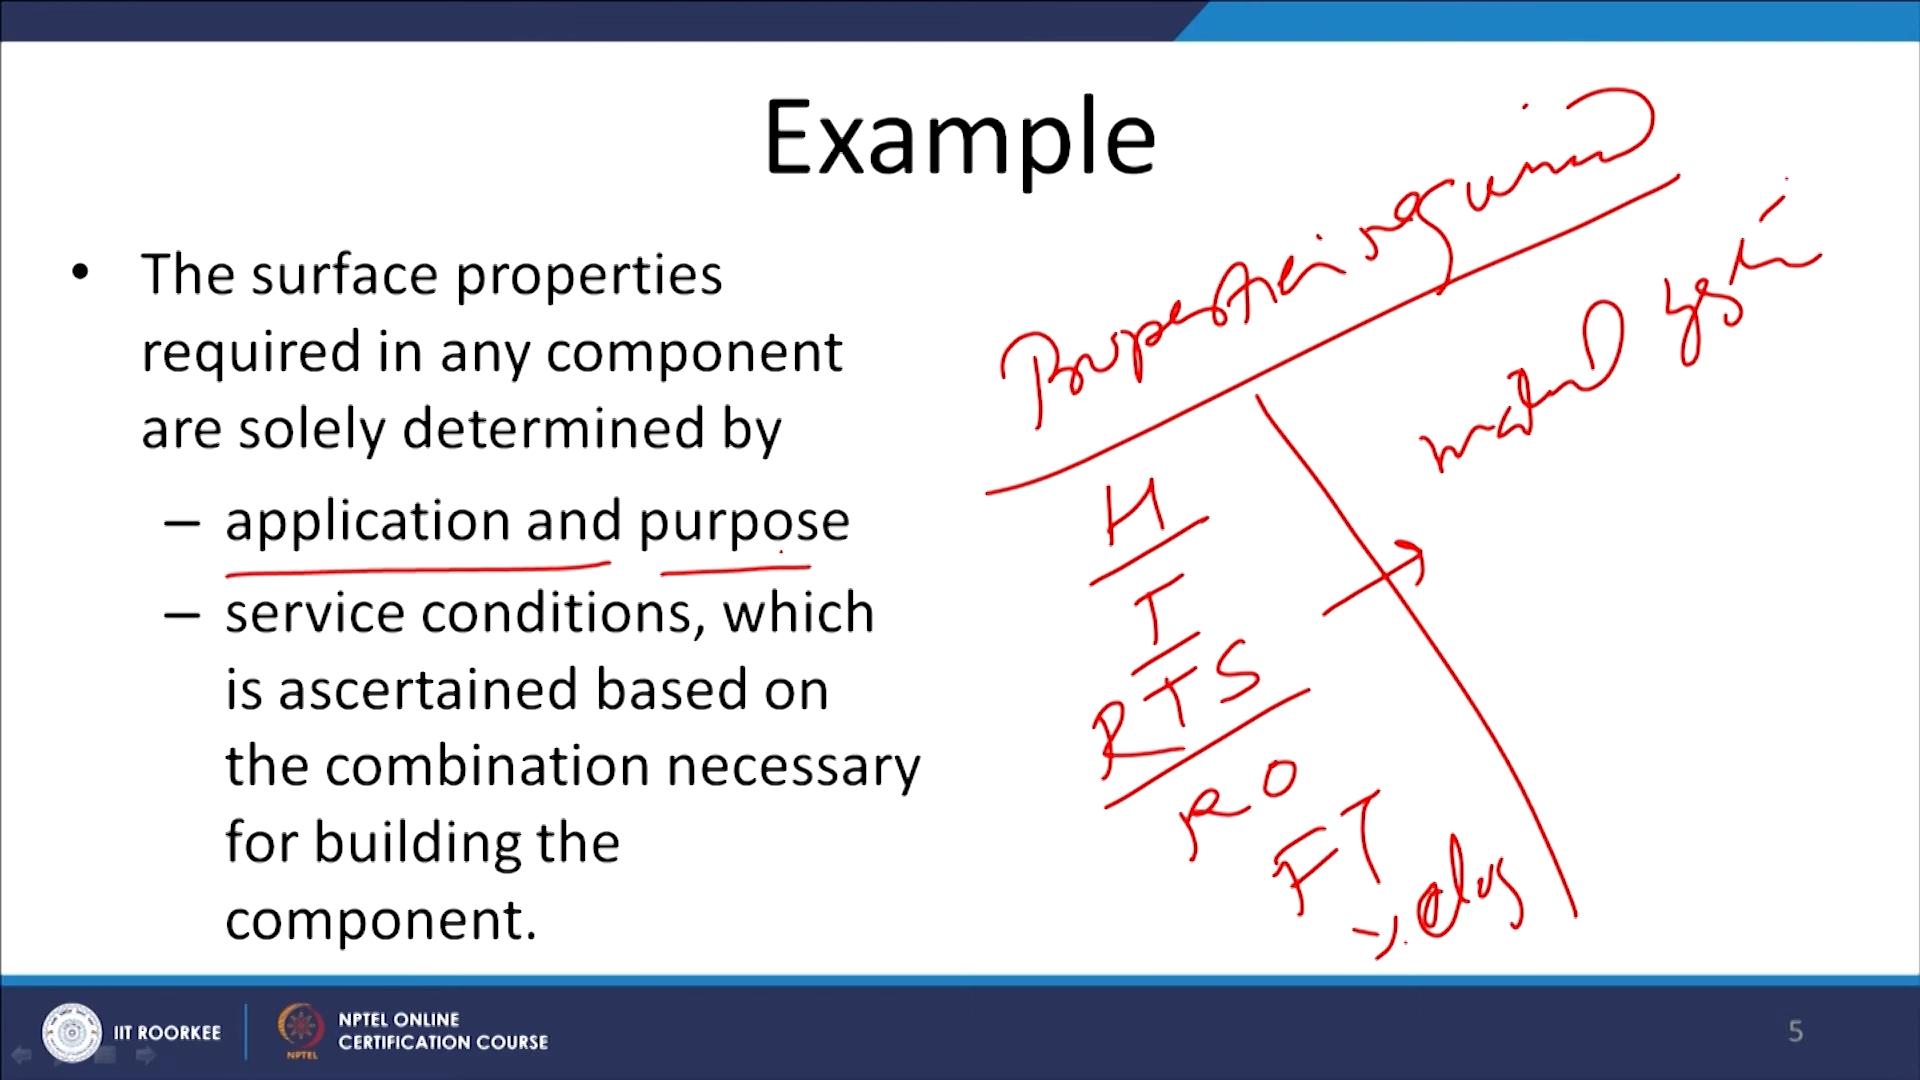 Example
• The surface properties
required in any component
are solely determined by
– application and purpose
– service conditions, which
is ascertained based on
the combination necessary
for building the
component.
Properties required
H
T
RTS
RO
FT
IIT ROORKEE
NPTEL
NPTEL ONLINE
CERTIFICATION COURSE
5